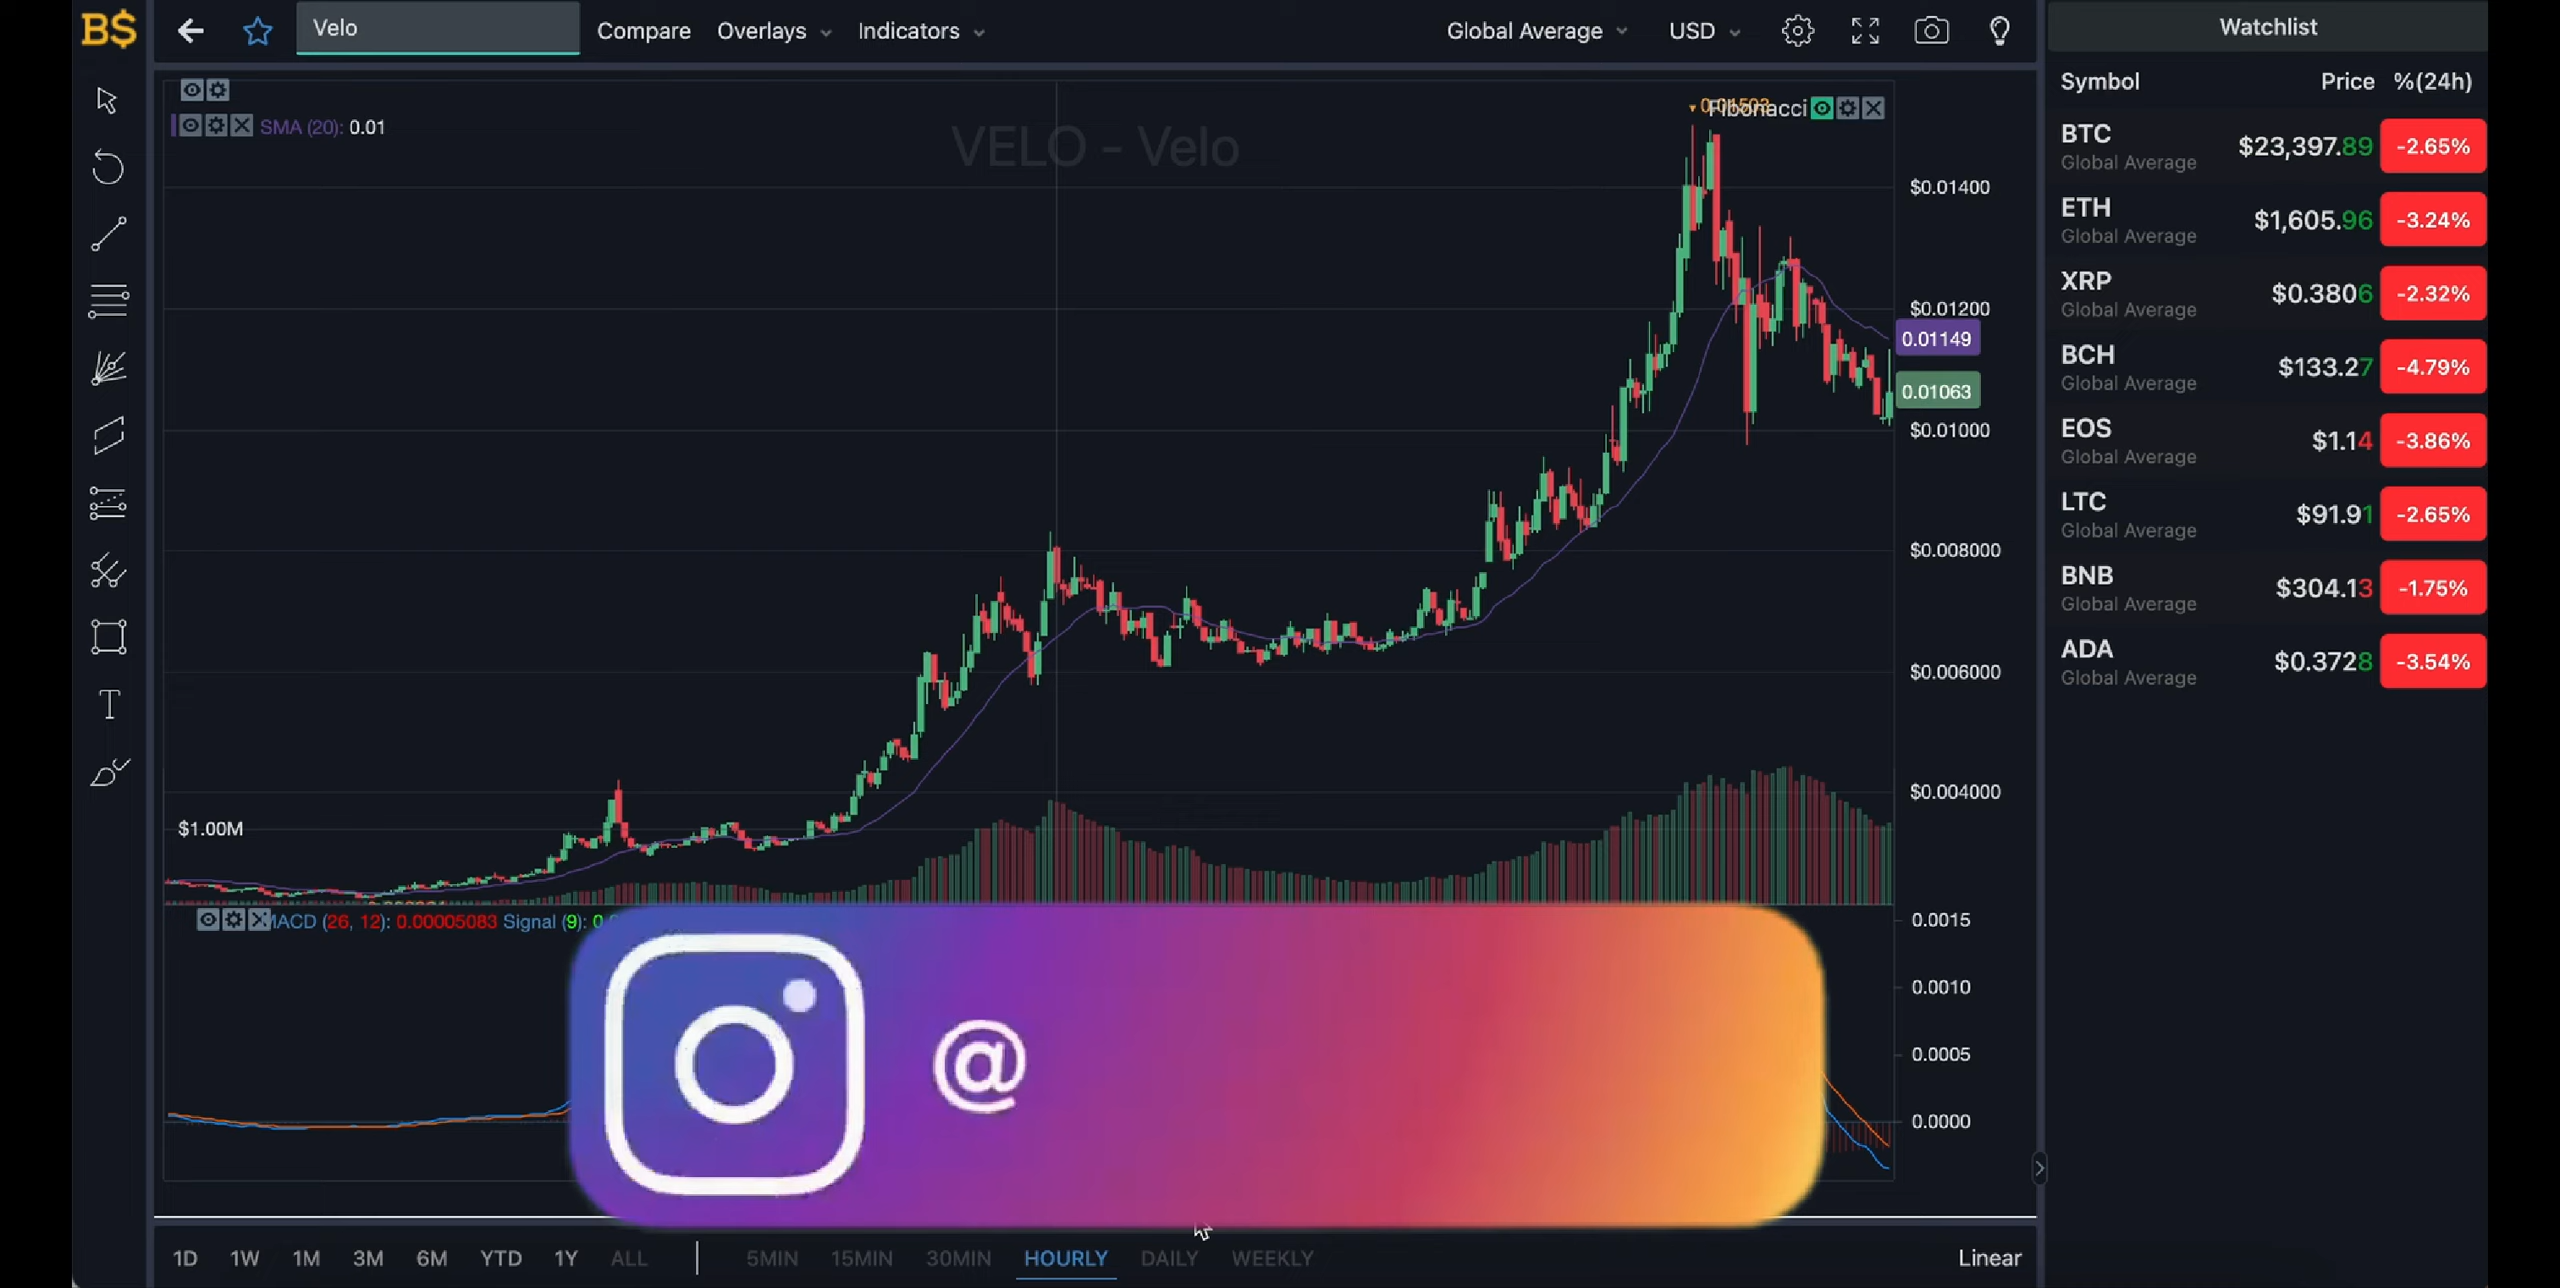 B$
Velo
Compare Overlays Indicators
Global Average USD
Watchlist
Symbol Price %(24h)
SMA (20): 0.01
VELO - Velo
Fibonacci
$0.01400
$0.01200
0.01149
0.01063
$0.01000
$0.008000
$0.006000
$0.004000
$1.00M
BTC $23,397.89 -2.65%
Global Average
ETH $1,605.96 -3.24%
Global Average
XRP $0.3806 -2.32%
Global Average
BCH $133.27 -4.79%
Global Average
EOS $1.14 -3.86%
Global Average
LTC $91.91 -2.65%
Global Average
BNB $304.13 -1.75%
Global Average
ADA $0.3728 -3.54%
Global Average
MACD (26, 12): 0.00005083 Signal (9):
0.0015
0.0010
0.0005
0.0000
@
1D 1W 1M 3M 6M YTD 1Y ALL 5MIN 15MIN 30MIN HOURLY DAILY WEEKLY Linear